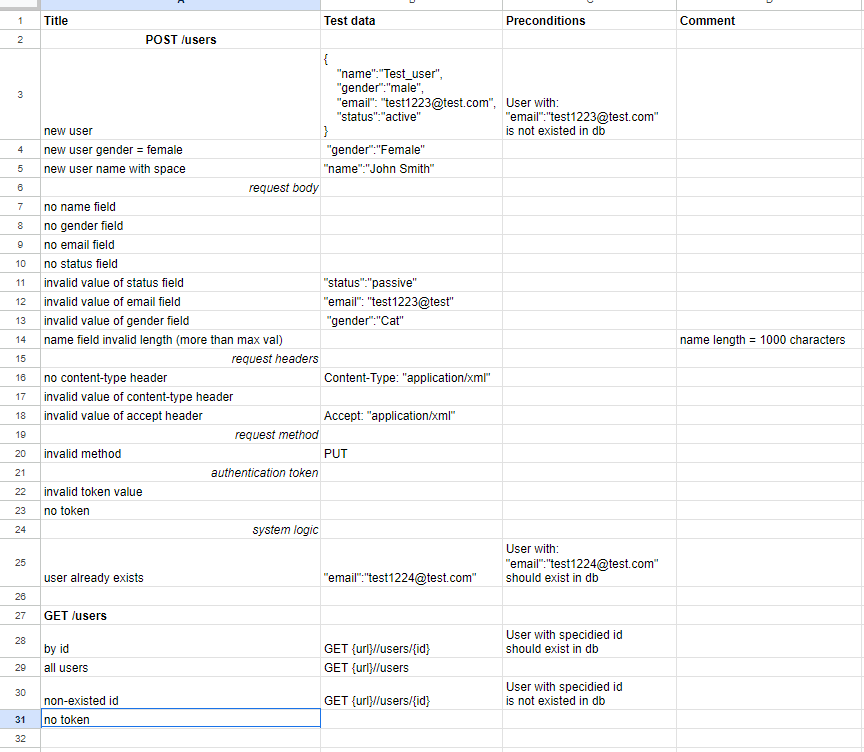 1 Title Test data Preconditions Comment
2 POST /users
{
"name":"Test_user",
"gender":"male",
3 "email": "test1223@test.com", User with:
"status":"active" "email":"test1223@test.com"
new user } is not existed in db
4 new user gender = female "gender":"Female"
5 new user name with space "name":"John Smith"
6 request body
7 no name field
8 no gender field
9 no email field
10 no status field
11 invalid value of status field "status":"passive"
12 invalid value of email field "email": "test1223@test"
13 invalid value of gender field "gender":"Cat"
14 name field invalid length (more than max val) name length = 1000 characters
15 request headers
16 no content-type header Content-Type: "application/xml"
17 invalid value of content-type header
18 invalid value of accept header Accept: "application/xml"
19 request method
20 invalid method PUT
21 authentication token
22 invalid token value
23 no token
24 system logic
User with:
25 "email":"test1224@test.com"
user already exists "email":"test1224@test.com" should exist in db
26
27 GET /users
28 User with specidied id
by id GET {url}//users/{id} should exist in db
29 all users GET {url}//users
30 User with specidied id
non-existed id GET {url}//users/{id} is not existed in db
31 no token
32